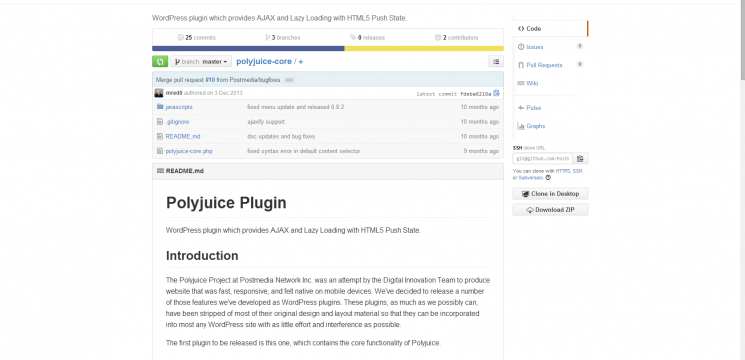 WordPress plugin which provides AJAX and Lazy Loading with HTML5 Push State.
25 commits
3 branches
0 releases
2 contributors
branch: master
polyjuice-core / +
Merge pull request #10 from Postmedia/bugfixes
mred9 authored on 3 Dec 2013
latest commit fdebe6216a
javascripts fixed menu update and released 0.8.2 10 months ago
.gitignore ajaxify support 10 months ago
README.md doc updates and bug fixes 10 months ago
polyjuice-core.php fixed syntax error in default content selector 9 months ago
README.md
Polyjuice Plugin
WordPress plugin which provides AJAX and Lazy Loading with HTML5 Push State.
Introduction
The Polyjuice Project at Postmedia Network Inc. was an attempt by the Digital Innovation Team to produce
website that was fast, responsive, and felt native on mobile devices. We've decided to release a number
of those features we've developed as WordPress plugins. These plugins, as much as we possibly can,
have been stripped of most of their original design and layout material so that they can be incorporated
into most any WordPress site with as little effort and interference as possible.
The first plugin to be released is this one, which contains the core functionality of Polyjuice.
Code
Issues 0
Pull Requests 0
Wiki
Pulse
Graphs
SSH clone URL
git@github.com:Postm
You can clone with HTTPS, SSH,
or Subversion.
Clone in Desktop
Download ZIP